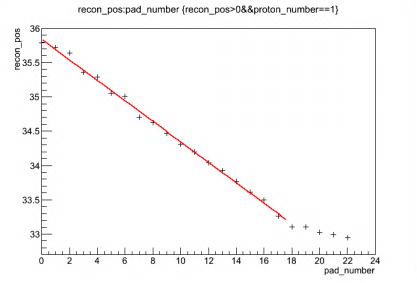 recon_pos:pad_number {recon_pos>0&&proton_number==1}
recon_pos
36
35.5
35
34.5
34
33.5
33
0 2 4 6 8 10 12 14 16 18 20 22 24
pad_number